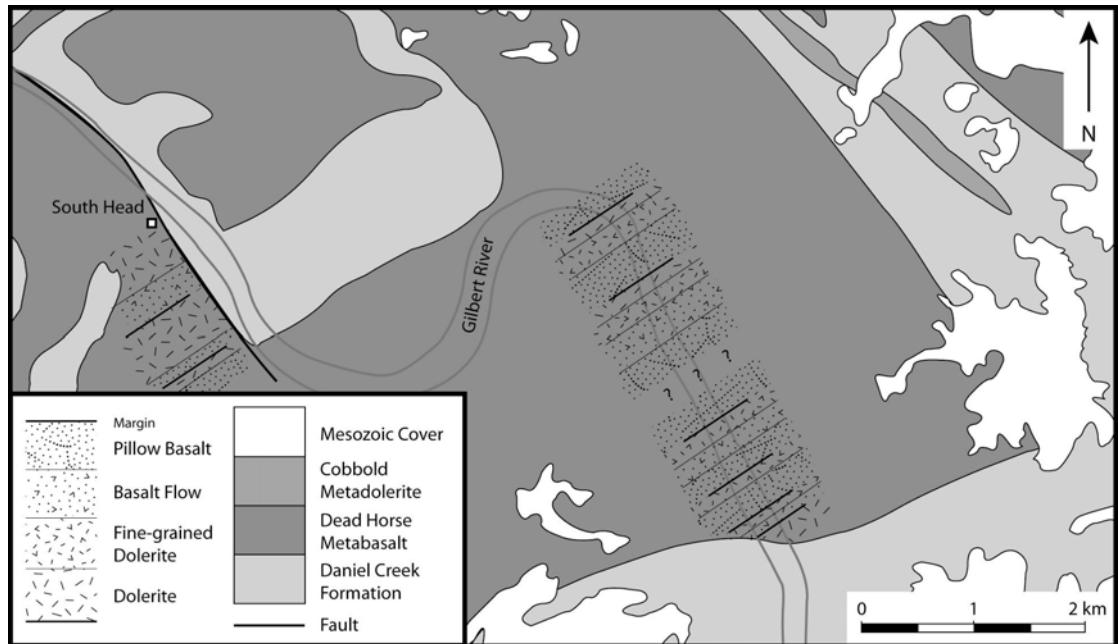 N
South Head
Gilbert River
?
?
?
Margin
Pillow Basalt
Basalt Flow
Fine-grained
Dolerite
Dolerite
Mesozoic Cover
Cobbold
Metadolerite
Dead Horse
Metabasalt
Daniel Creek
Formation
Fault
0 1 2 km